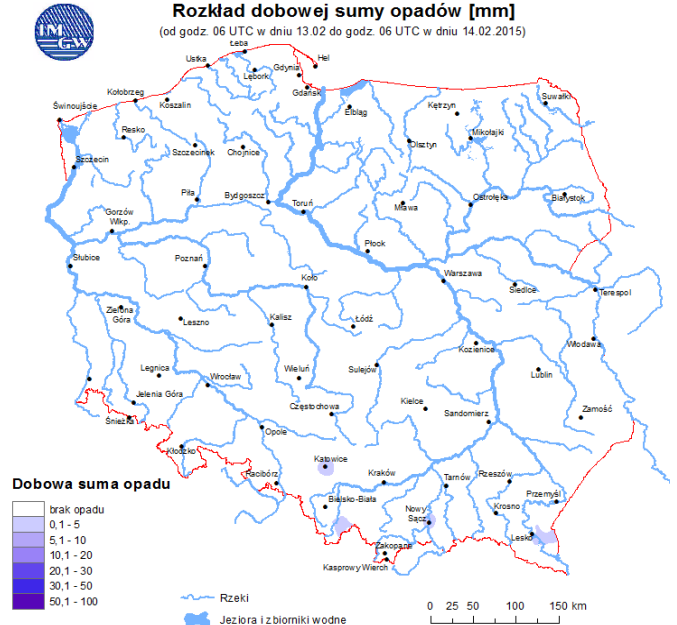 IM
GW
Rozkład dobowej sumy opadów [mm]
(od godz. 06 UTC w dniu 13.02 do godz. 06 UTC w dniu 14.02.2015)
Łeba
Hel
Ustka
Gdynia
Lębork
Gdańsk
Kołobrzeg
Koszalin
Świnoujście
Elbląg
Kętrzyn
Suwałki
Resko
Mikołajki
Szczecin
Szczecinek
Chojnice
Olsztyn
Piła
Bydgoszcz
Toruń
Mława
Ostrołęka
Białystok
Gorzów
Wlkp.
Płock
Słubice
Poznań
Koło
Warszawa
Siedlce
Terespol
Zielona
Góra
Leszno
Kalisz
Łódź
Kozienice
Włodawa
Legnica
Wrocław
Wieluń
Sulejów
Lublin
Jelenia Góra
Śnieżka
Częstochowa
Kielce
Sandomierz
Zamość
Opole
Kłodzko
Katowice
Racibórz
Kraków
Tarnów
Rzeszów
Przemyśl
Bielsko-Biała
Nowy
Sącz
Krosno
Lesko
Zakopane
Kasprowy Wierch
Dobowa suma opadu
brak opadu
0,1 - 5
5,1 - 10
10,1 - 20
20,1 - 30
30,1 - 50
50,1 - 100
Rzeki
Jeziora i zbiorniki wodne
0 25 50 100 150 km